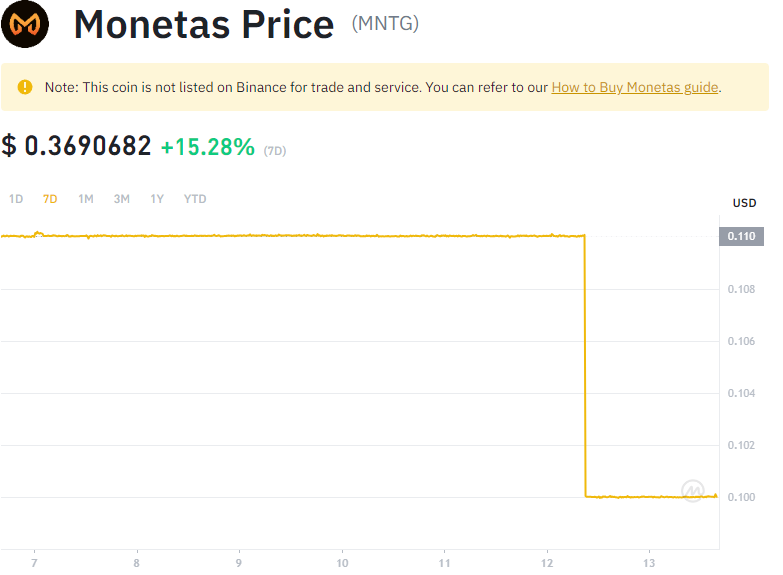 Monetas Price (MNTG)
Note: This coin is not listed on Binance for trade and service. You can refer to our How to Buy Monetas guide.
$ 0.3690682 +15.28% (7D)
1D 7D 1M 3M 1Y YTD
USD
0.110
0.108
0.106
0.104
0.102
0.100
7 8 9 10 11 12 13